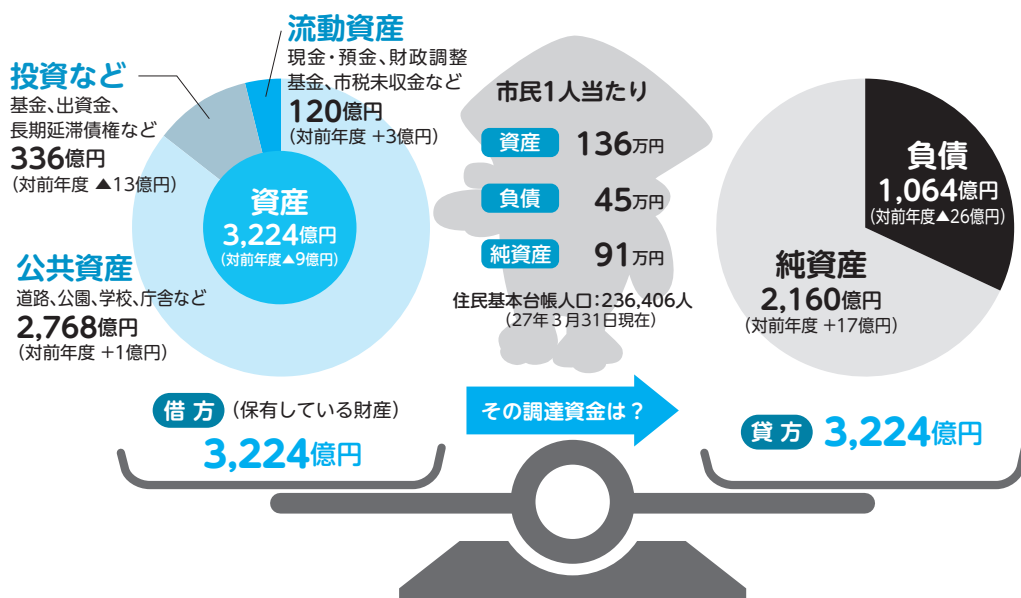 流動資産
現金・預金、財政調整
基金、市税未収金など
120億円
(対前年度 +3億円)
投資など
基金、出資金、
長期延滞債権など
336億円
(対前年度 ▲13億円)
資産
3,224億円
(対前年度▲9億円)
公共資産
道路、公園、学校、庁舎など
2,768億円
(対前年度 +1億円)
市民1人当たり
資産 136万円
負債 45万円
純資産 91万円
住民基本台帳人口:236,406人
(27年3月31日現在)
負債
1,064億円
(対前年度▲26億円)
純資産
2,160億円
(対前年度 +17億円)
借方 (保有している財産)
3,224億円
その調達資金は?
貸方 3,224億円